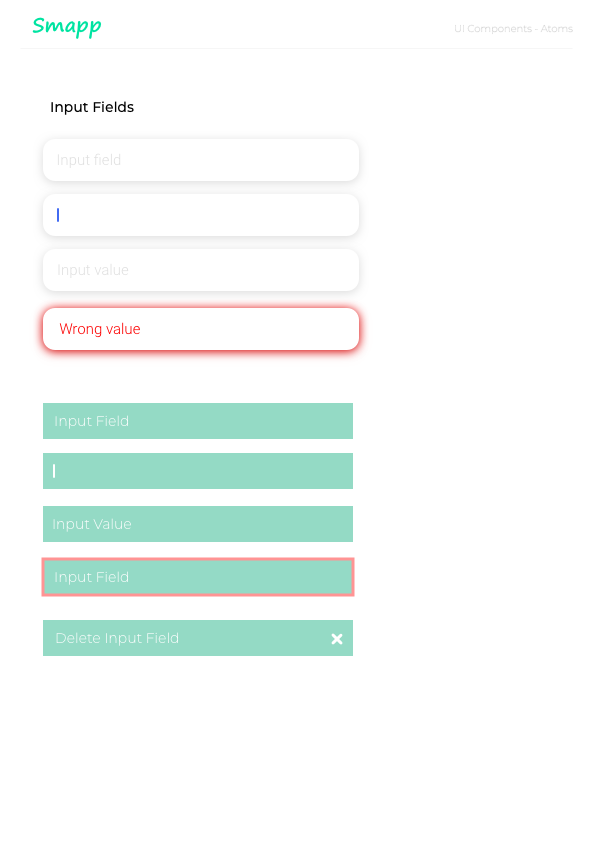 Smapp
UI Components - Atoms
Input Fields
Input field
Input value
Wrong value
Input Field
Input Value
Input Field
Delete Input Field